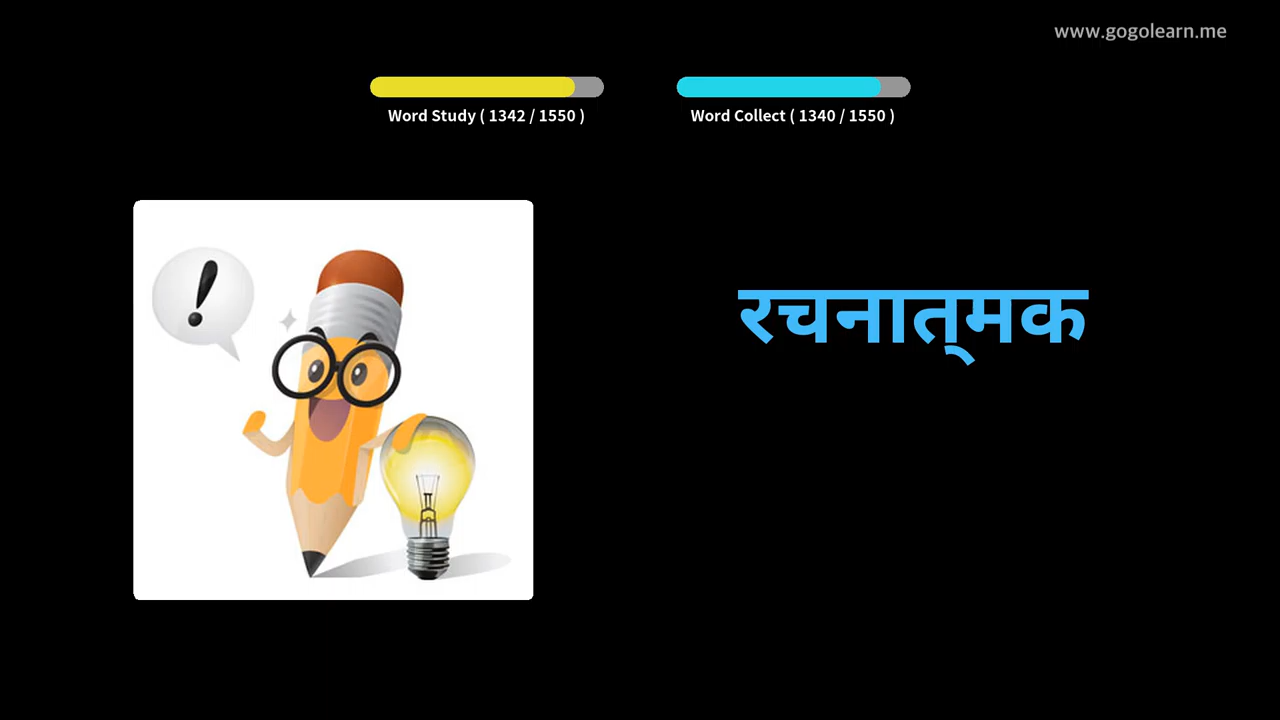 www.gogolearn.me
Word Study ( 1342 / 1550 )
Word Collect ( 1340 / 1550 )
!
रचनात्मक